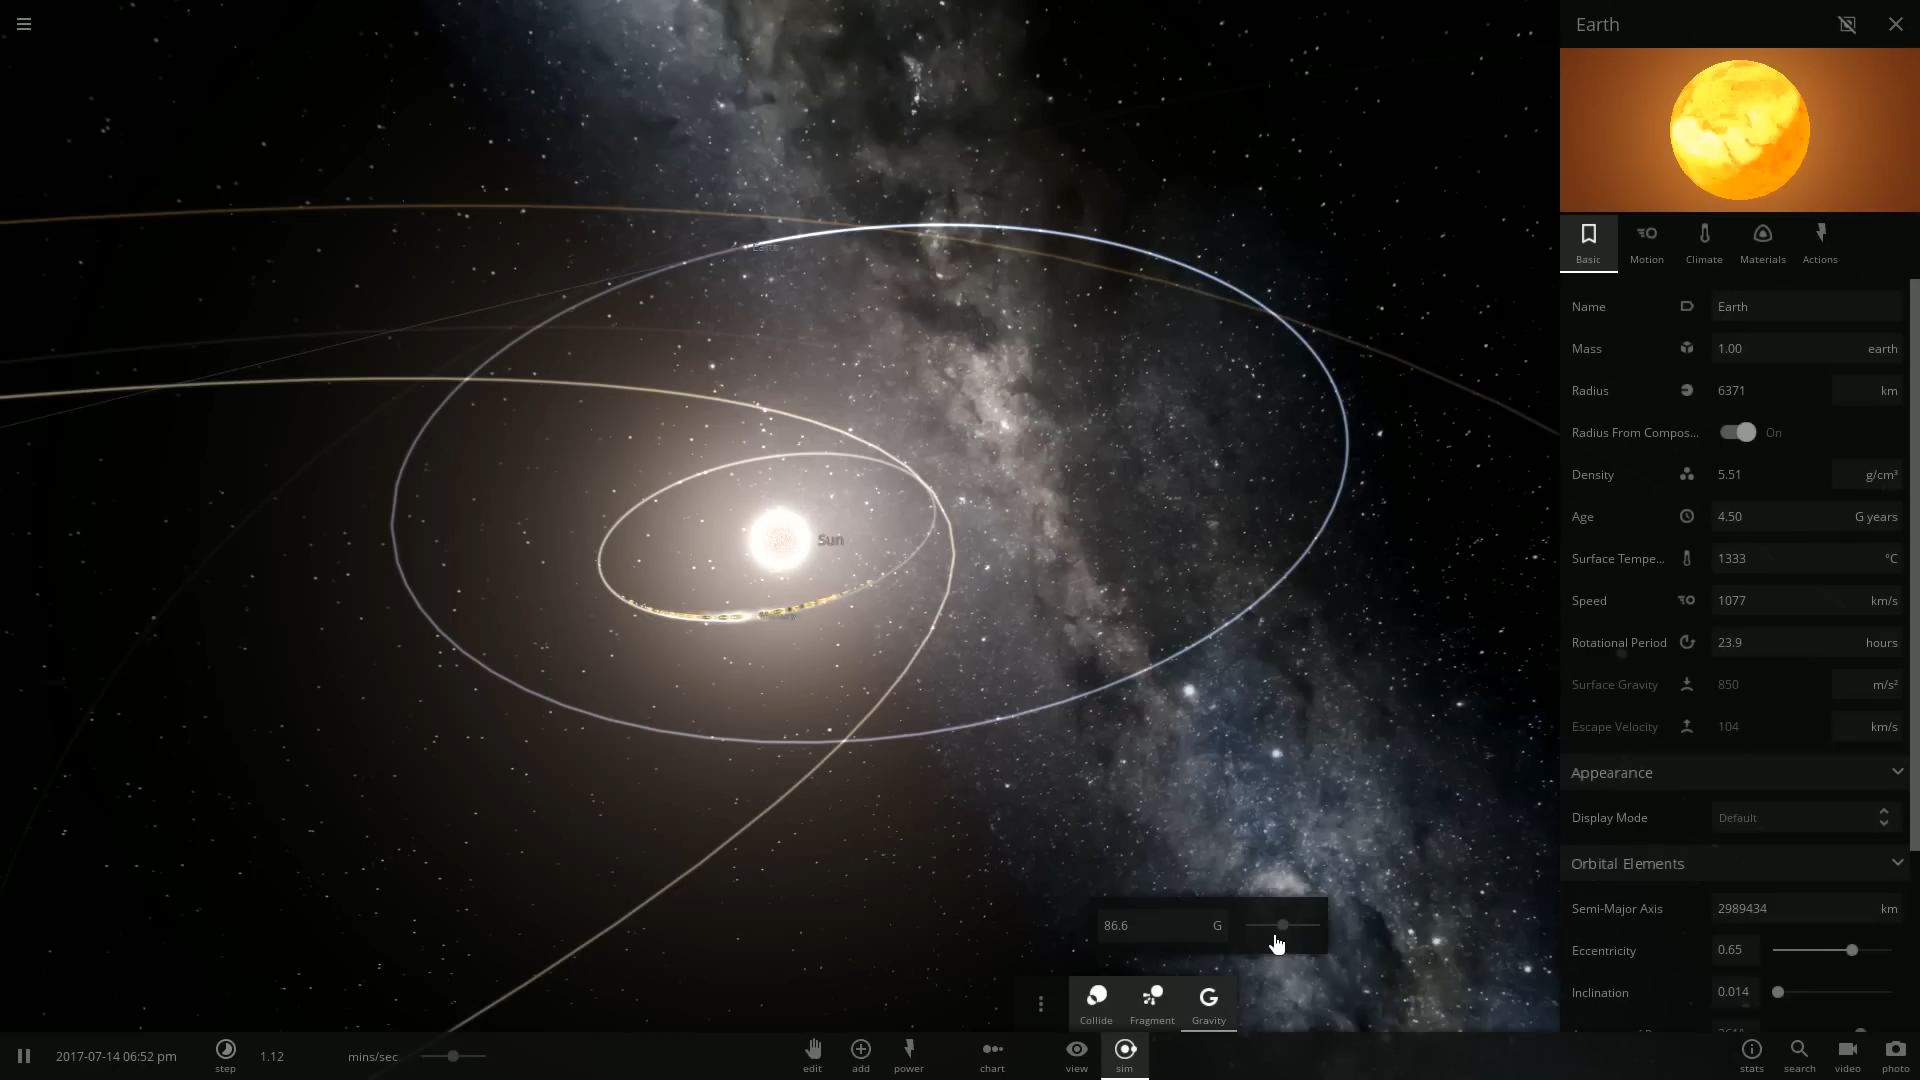 Earth
Basic
Motion
Climate
Materials
Actions
Name Earth
Mass 1.00 earth
Radius 6371 km
Radius From Compos... On
Density 5.51 g/cm³
Age 4.50 G years
Surface Tempe... 1333 °C
Speed 1077 km/s
Rotational Period 23.9 hours
Surface Gravity 850 m/s²
Escape Velocity 104 km/s
Appearance
Display Mode Default
Orbital Elements
Semi-Major Axis 2989434 km
Eccentricity 0.65
Inclination 0.014
Earth
Sun
86.6 G
Collide
Fragment
Gravity
2017-07-14 06:52 pm
step
1.12 mins/sec
edit
add
power
chart
view
sim
stats
search
video
photo